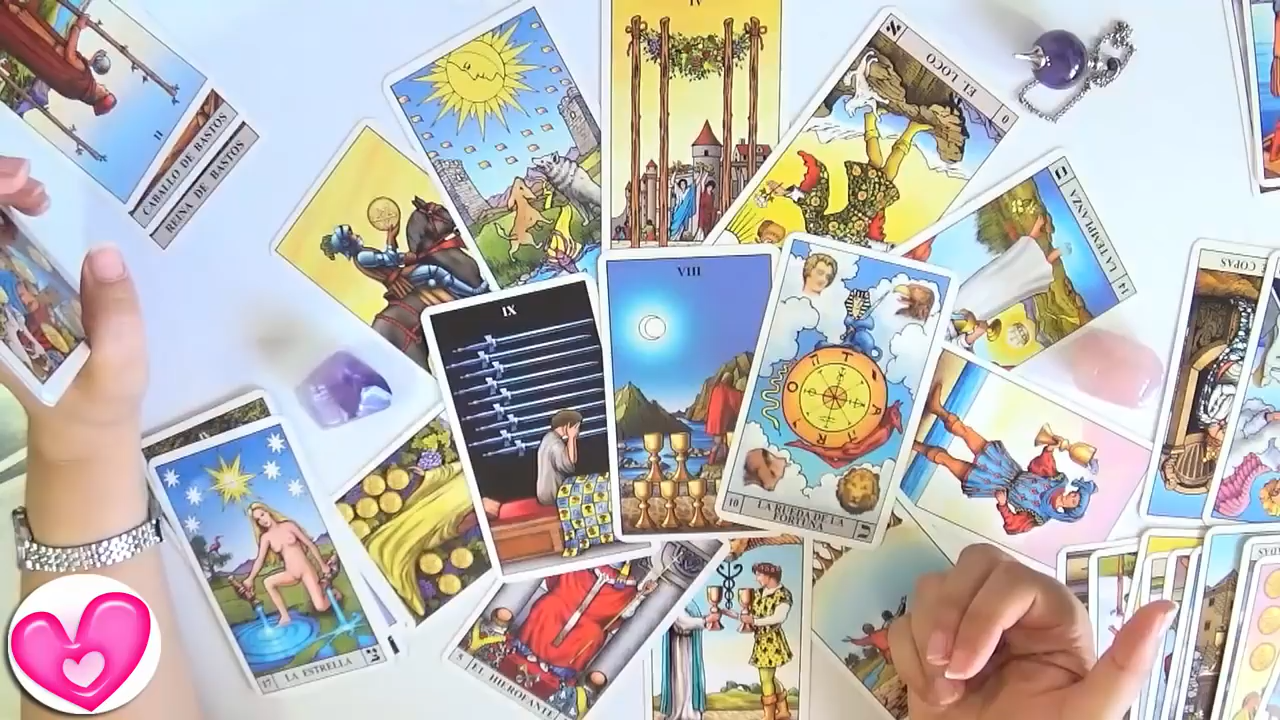 IV
II
CABALLO DE BASTOS
REINA DE BASTOS
EL LOCO
0
LA TEMPLANZA
14
VIII
IX
COPAS
10
LA RUEDA DE LA
FORTUNA
17 LA ESTRELLA
5 EL HIEROFANTE